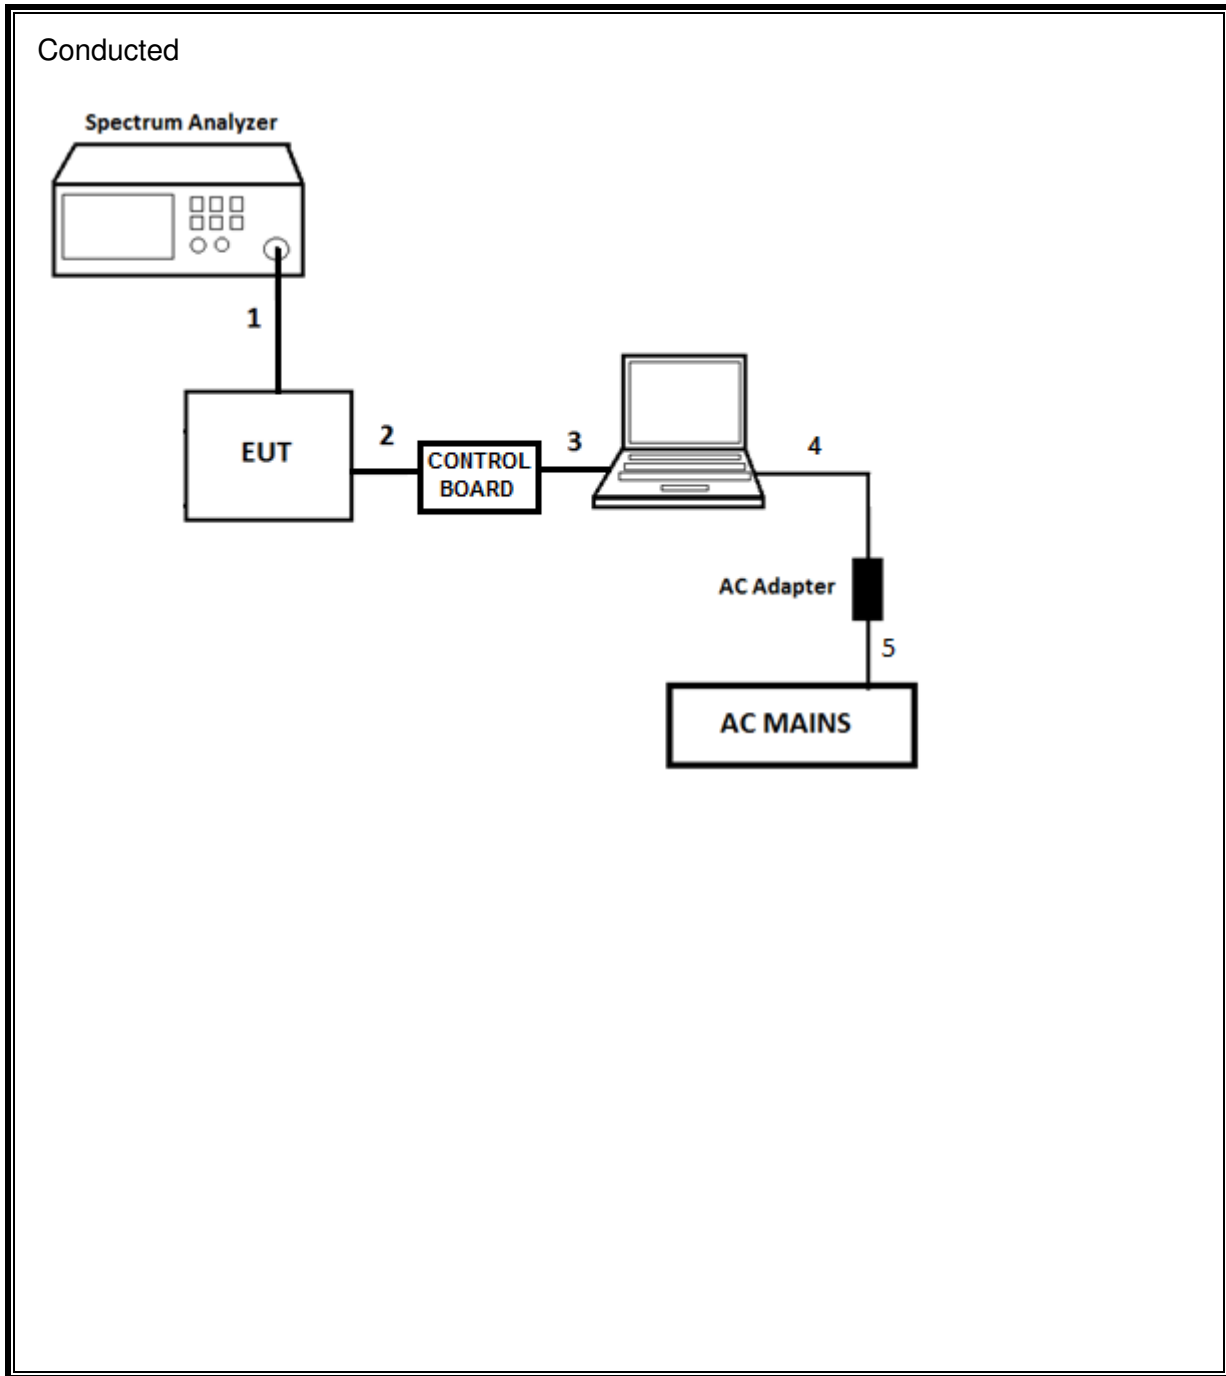 Conducted
Spectrum Analyzer
1
EUT
2
CONTROL
BOARD
3
4
AC Adapter
5
AC MAINS